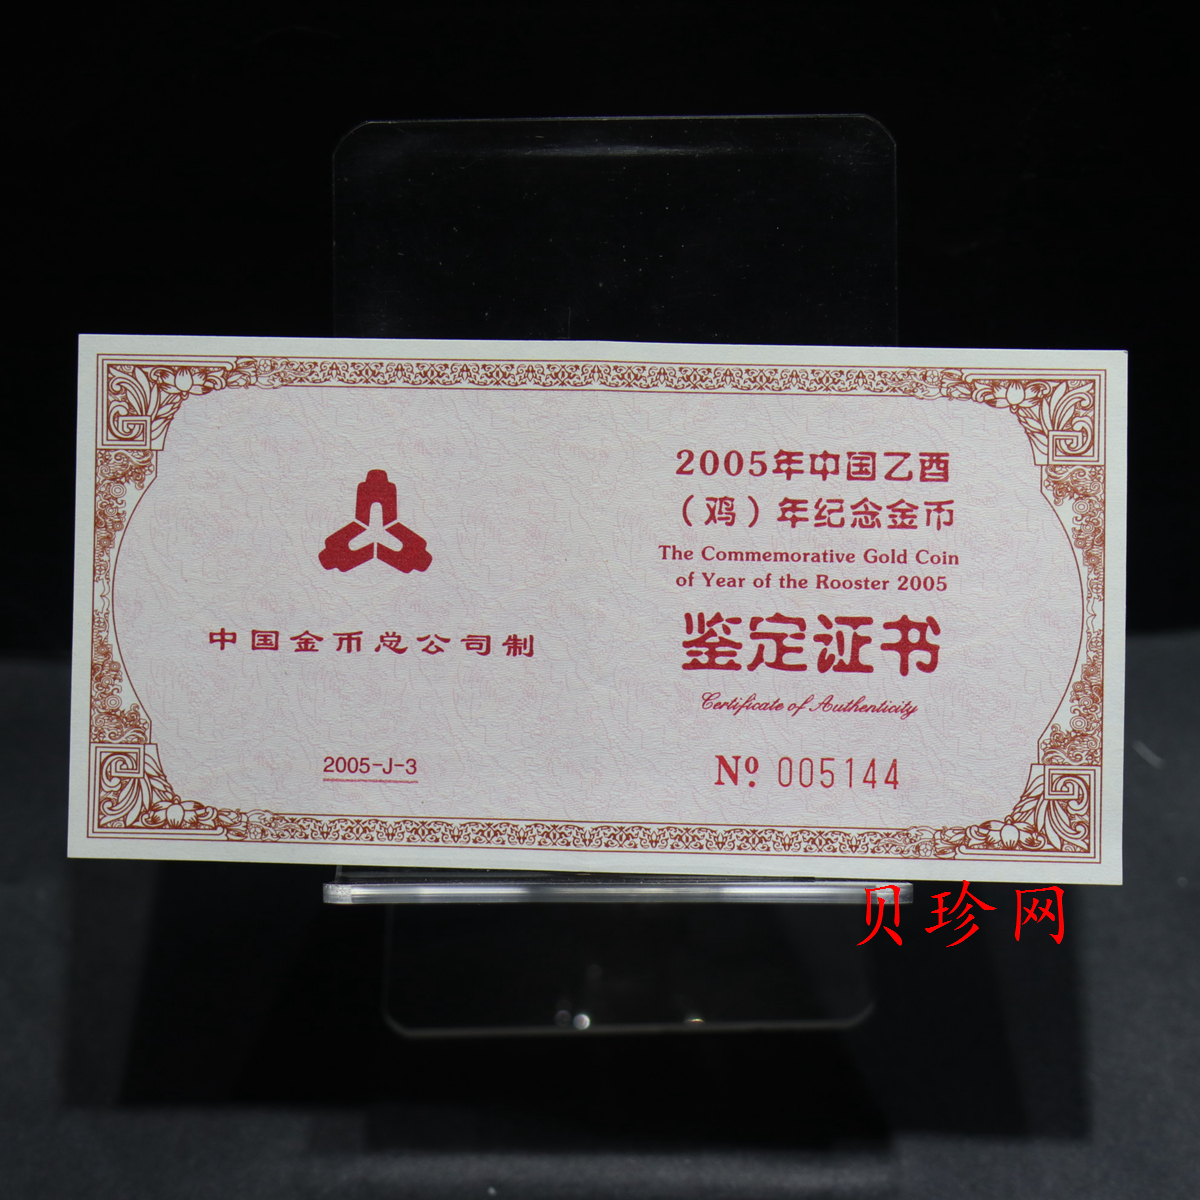 中国金币总公司制
2005-J-3
2005年中国乙酉
（鸡）年纪念金币
The Commemorative Gold Coin
of Year of the Rooster 2005
鉴定证书
Certificate of Authenticity
Nº 005144
贝珍网